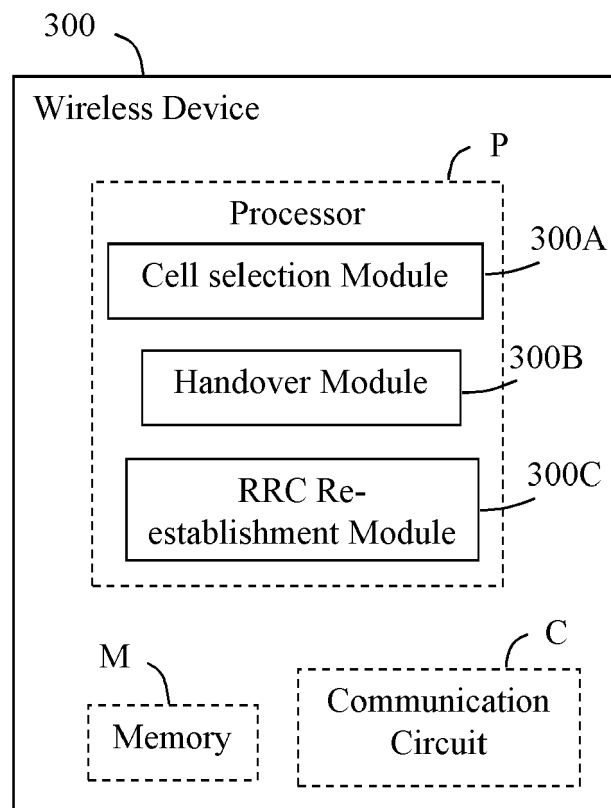 300
Wireless Device
P
Processor
300A
Cell selection Module
300B
Handover Module
300C
RRC Re-
establishment Module
M
Memory
C
Communication
Circuit